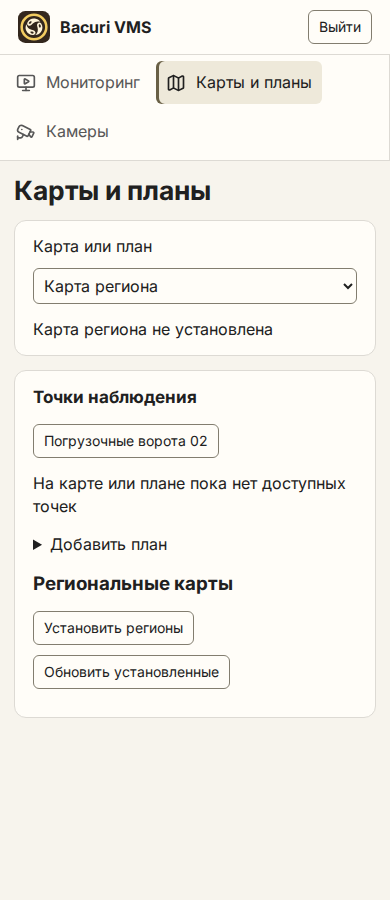 Bacuri VMS
Выйти
Мониторинг
Карты и планы
Камеры
Карты и планы
Карта или план
Карта региона
Карта региона не установлена
Точки наблюдения
Погрузочные ворота 02
На карте или плане пока нет доступных
точек
Добавить план
Региональные карты
Установить регионы
Обновить установленные